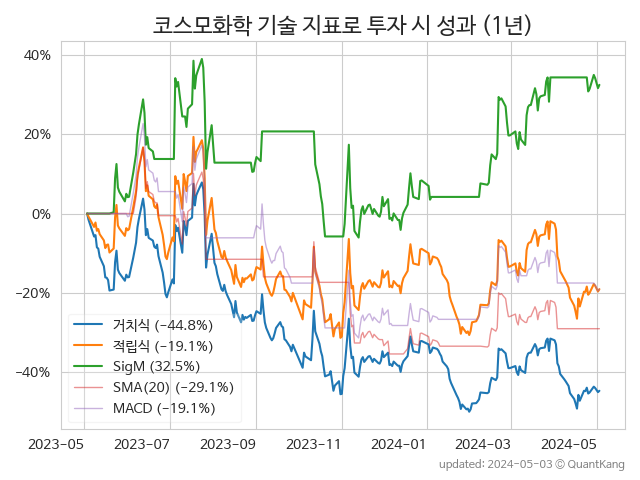 코스모화학 기술 지표로 투자 시 성과 (1년)
40%
20%
0%
−20%
−40%
거치식 (−44.8%)
적립식 (−19.1%)
SigM (32.5%)
SMA(20) (−29.1%)
MACD (−19.1%)
2023-05
2023-07
2023-09
2023-11
2024-01
2024-03
2024-05
updated: 2024-05-03 © QuantKang